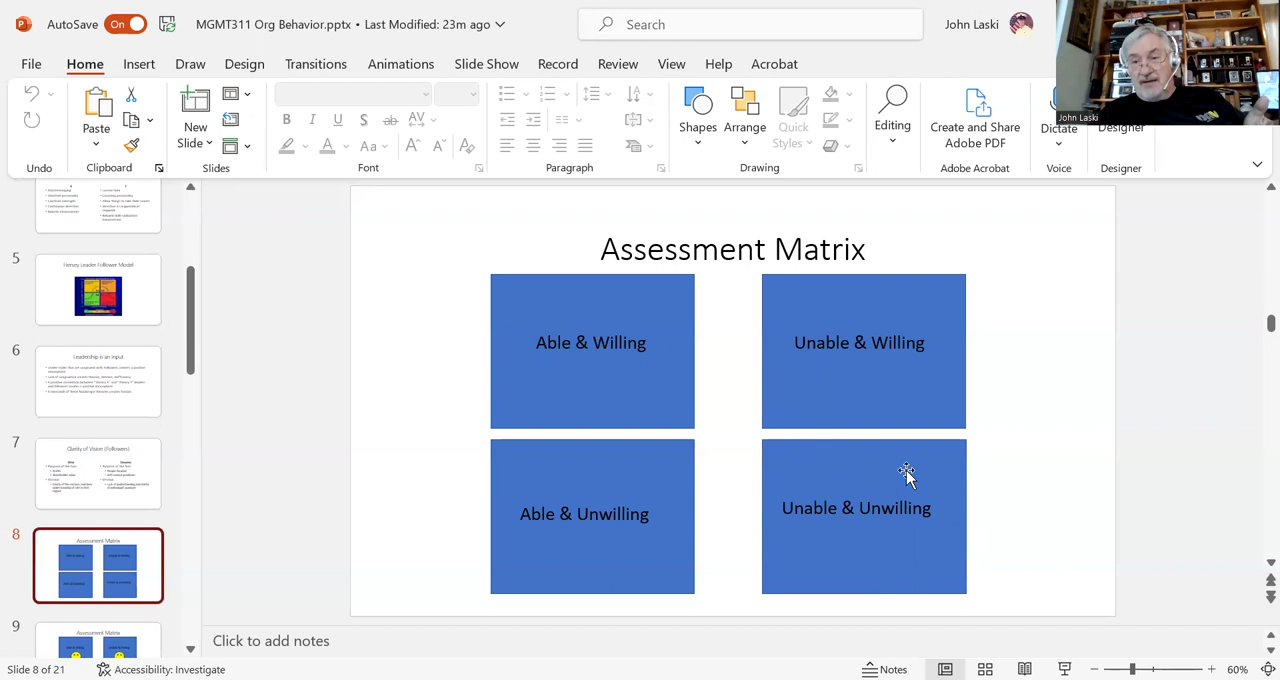 AutoSave On MGMT311 Org Behavior.pptx • Last Modified: 23m ago Search John Laski
File Home Insert Draw Design Transitions Animations Slide Show Record Review View Help Acrobat
John Laski
Paste New Slide Aa Shapes Arrange Quick Styles Editing Create and Share Adobe PDF Dictate Designer
Undo Clipboard Slides Font Paragraph Drawing Adobe Acrobat Voice Designer
5
Hersey Leader Follower Model
6
Leadership is an input
7
Clarity of Vision (Followers)
8
Assessment Matrix
9
Assessment Matrix
Assessment Matrix
Able & Willing
Unable & Willing
Able & Unwilling
Unable & Unwilling
Click to add notes
Slide 8 of 21 Accessibility: Investigate Notes 60%